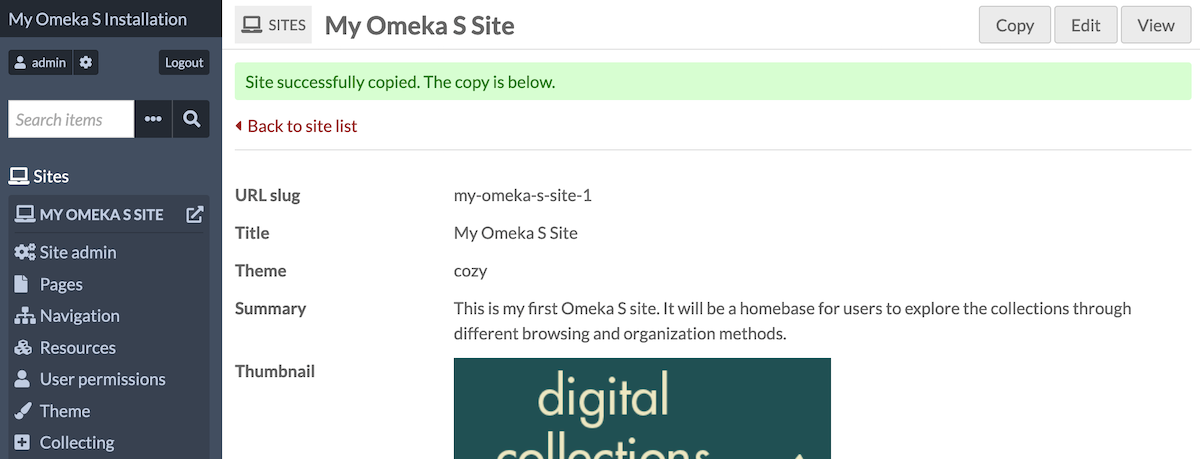 My Omeka S Installation
admin
Logout
Search items
Sites
MY OMEKA S SITE
Site admin
Pages
Navigation
Resources
User permissions
Theme
Collecting
SITES
My Omeka S Site
Copy
Edit
View
Site successfully copied. The copy is below.
Back to site list
URL slug
my-omeka-s-site-1
Title
My Omeka S Site
Theme
cozy
Summary
This is my first Omeka S site. It will be a homebase for users to explore the collections through
different browsing and organization methods.
Thumbnail
digital
collections